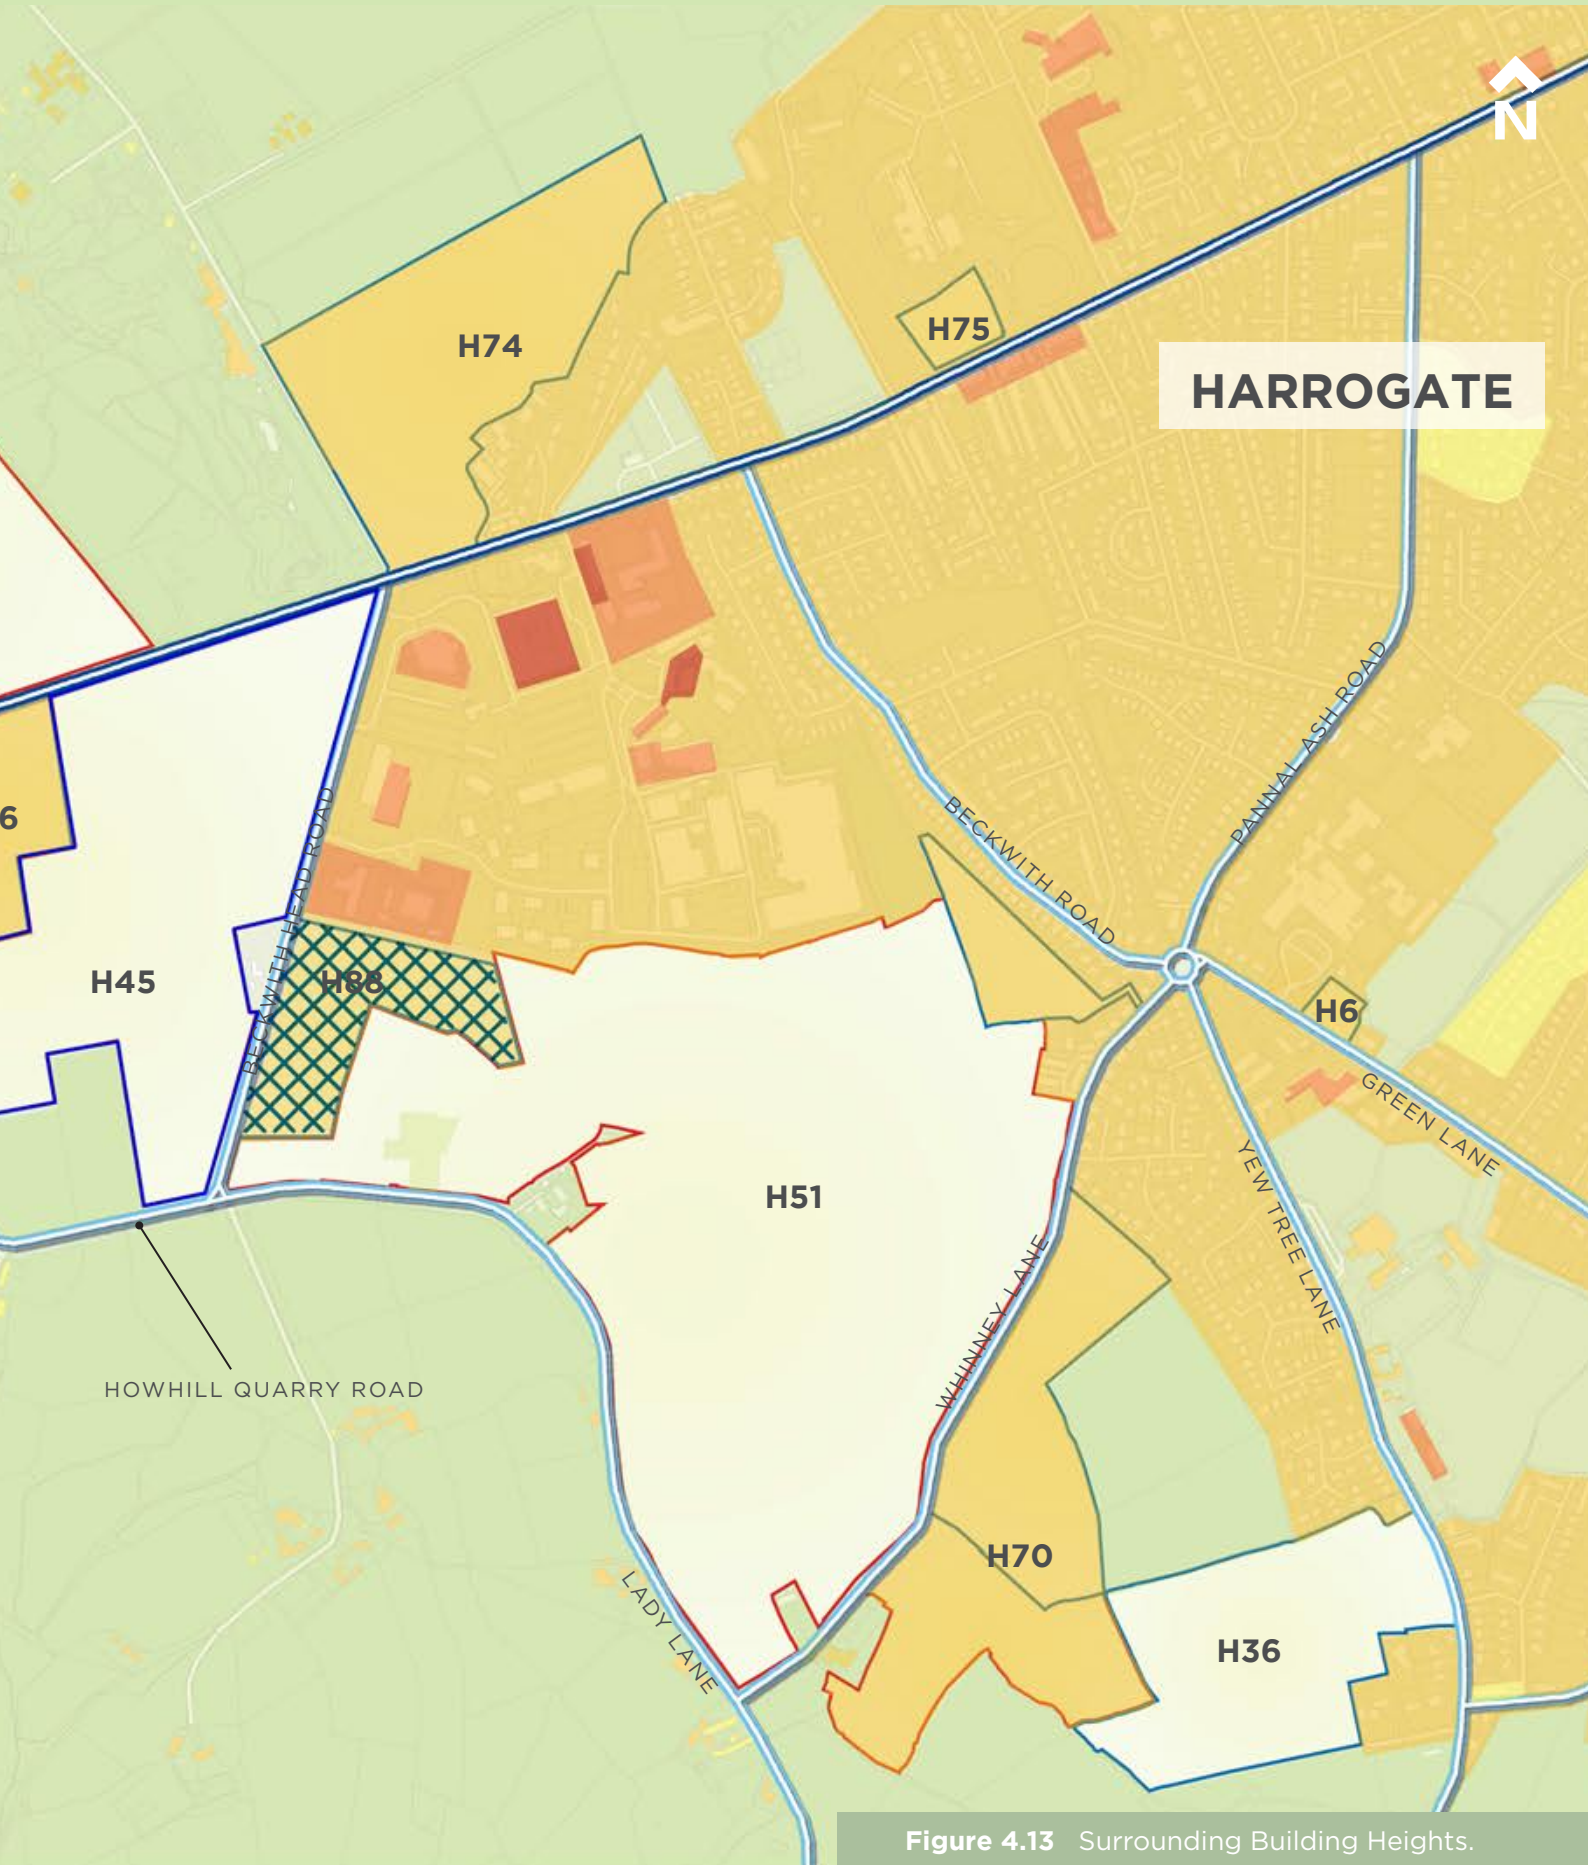 N
H74
H75
HARROGATE
PANNAL ASH ROAD
6
BECKWITH HEAD ROAD
BECKWITH ROAD
H45
H88
H6
GREEN LANE
YEW TREE LANE
H51
WHINNEY LANE
HOWHILL QUARRY ROAD
H70
LADY LANE
H36
Figure 4.13 Surrounding Building Heights.